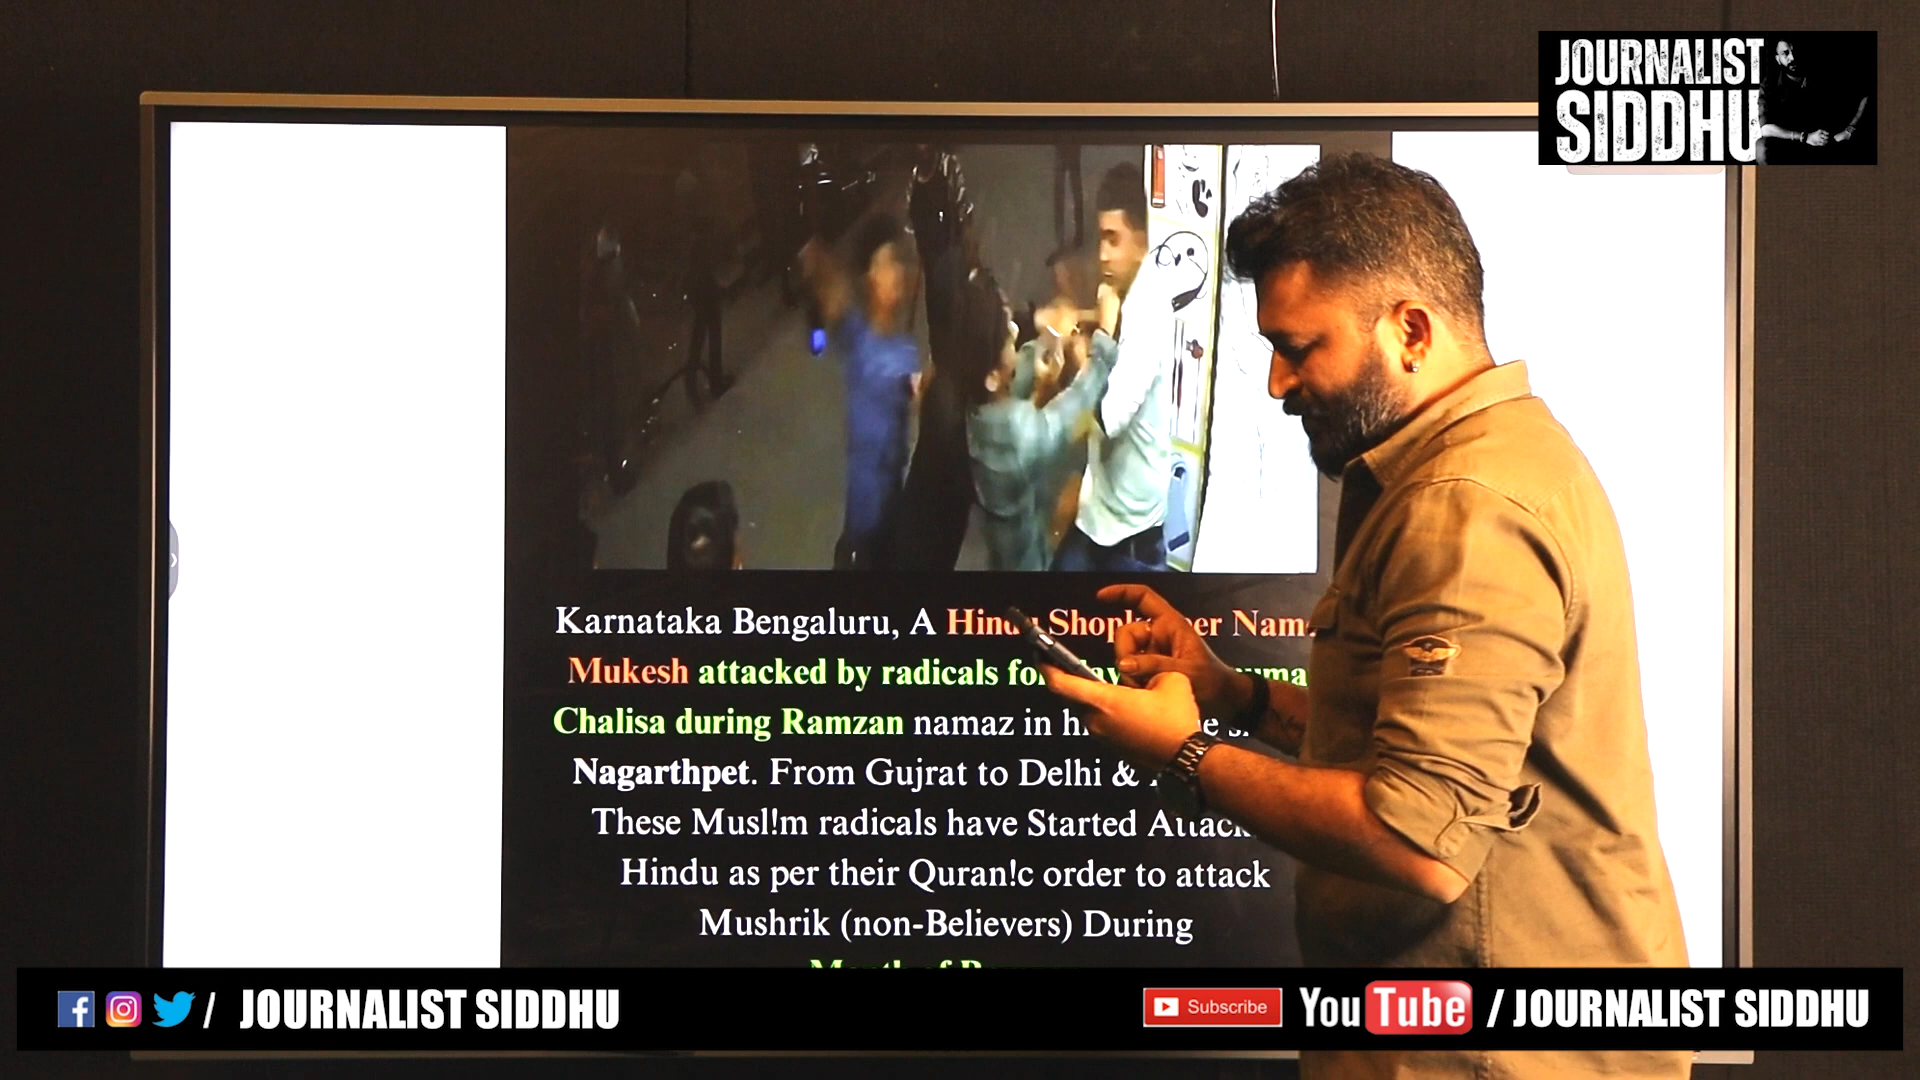 JOURNALIST
SIDDHU
Karnataka Bengaluru, A Hindu
Mukesh attacked by radicals
Chalisa during Ramzan namaz in
Nagarthpet. From Gujrat to Delhi &
These Musl!m radicals have Started
Hindu as per their Quran!c order to attack
Mushrik (non-Believers) During
/ JOURNALIST SIDDHU
Subscribe YouTube / JOURNALIST SIDDHU